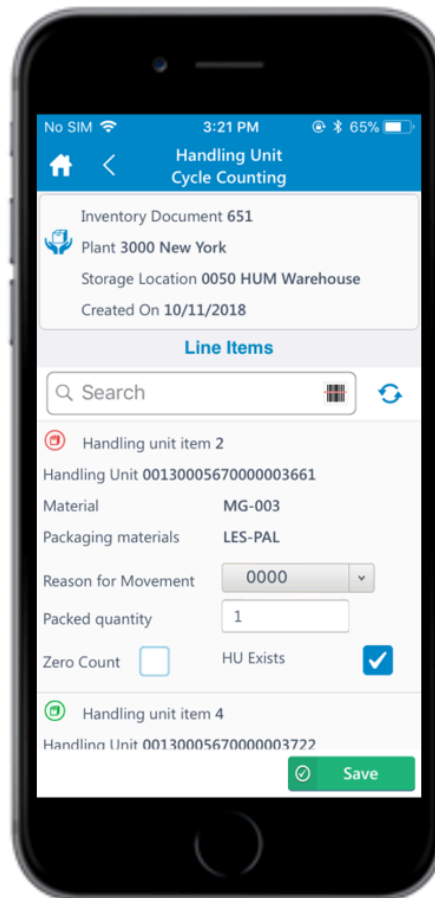 No SIM 3:21 PM 65%
Handling Unit
Cycle Counting
Inventory Document 651
Plant 3000 New York
Storage Location 0050 HUM Warehouse
Created On 10/11/2018
Line Items
Search
Handling unit item 2
Handling Unit 00130005670000003661
Material MG-003
Packaging materials LES-PAL
Reason for Movement 0000
Packed quantity 1
Zero Count HU Exists
Handling unit item 4
Handling Unit 00130005670000003722
Save